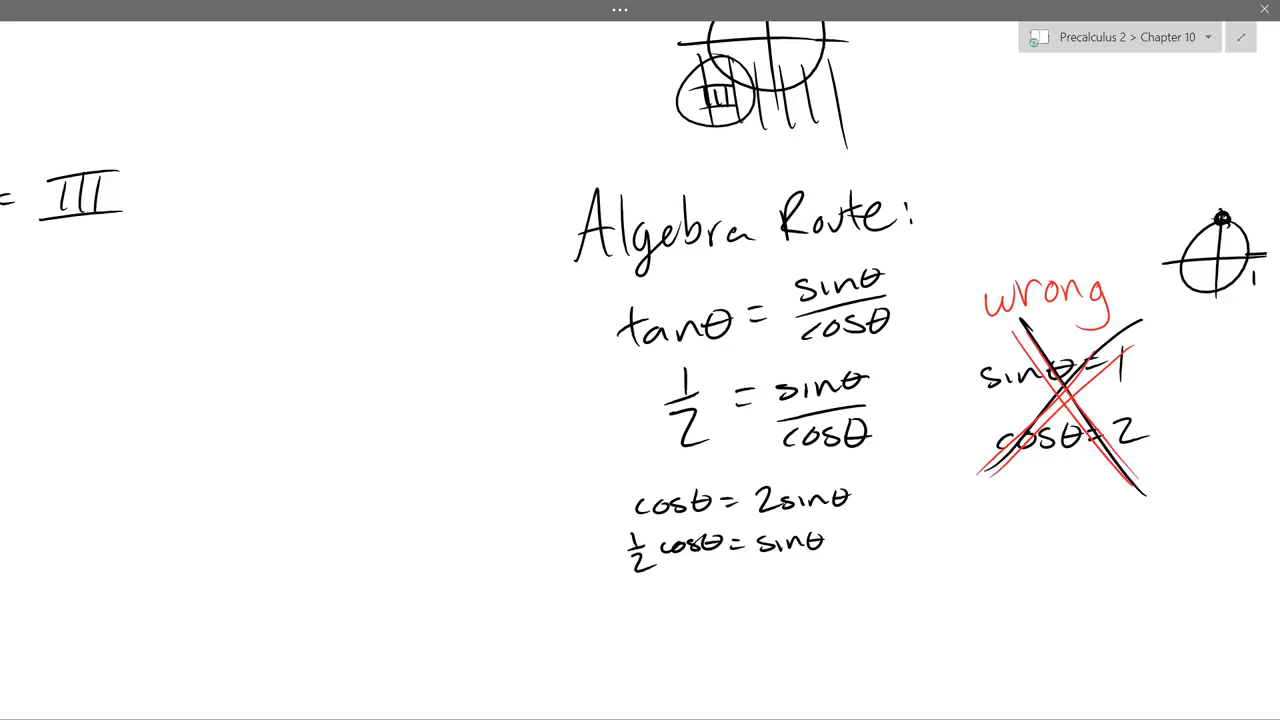 Precalculus 2 > Chapter 10
III
= III
Algebra Route:
tanθ = sinθ/cosθ
1/2 = sinθ/cosθ
cosθ = 2sinθ
1/2 cosθ = sinθ
wrong
sinθ = 1
cosθ = 2
1